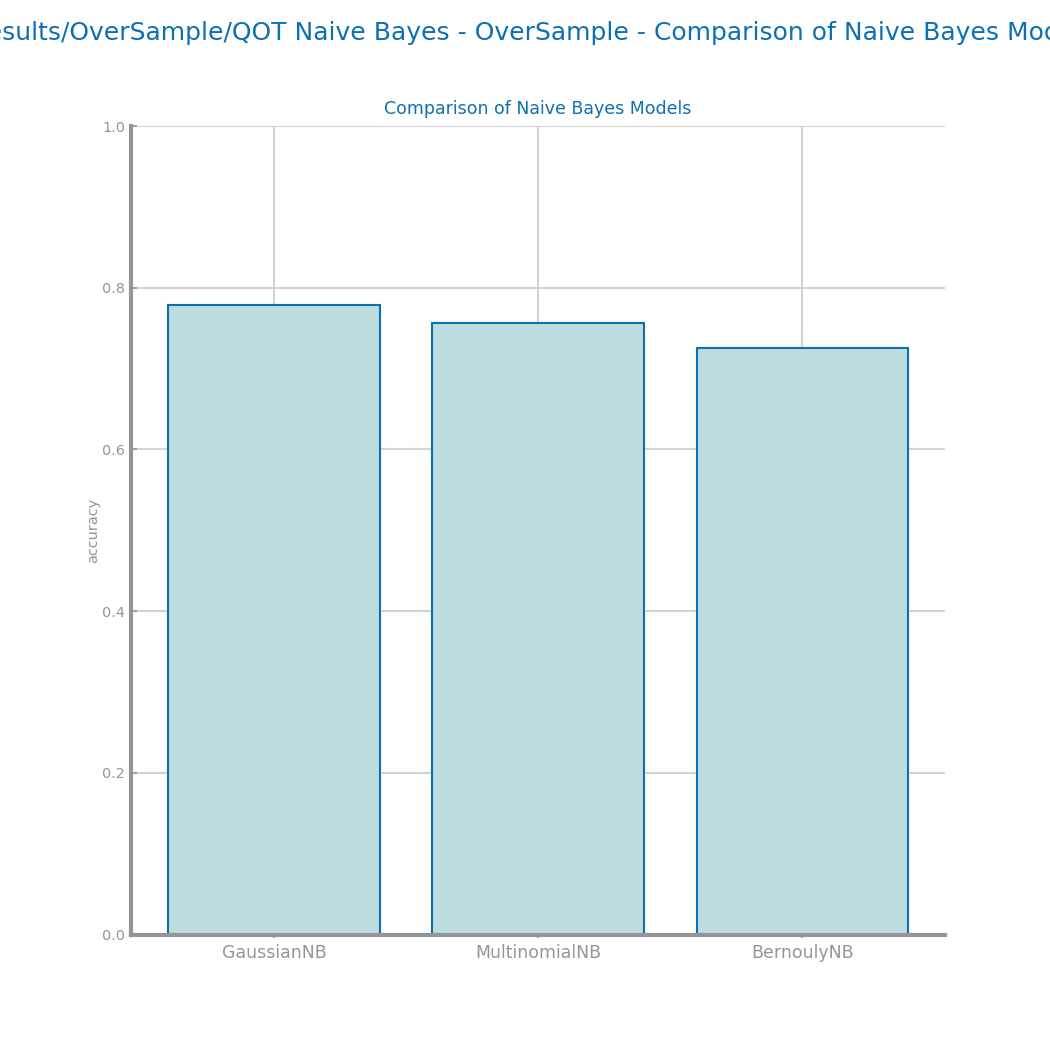 esults/OverSample/QOT Naive Bayes - OverSample - Comparison of Naive Bayes Mod
Comparison of Naive Bayes Models
1.0
0.8
0.6
0.4
0.2
0.0
accuracy
GaussianNB MultinomialNB BernoulyNB